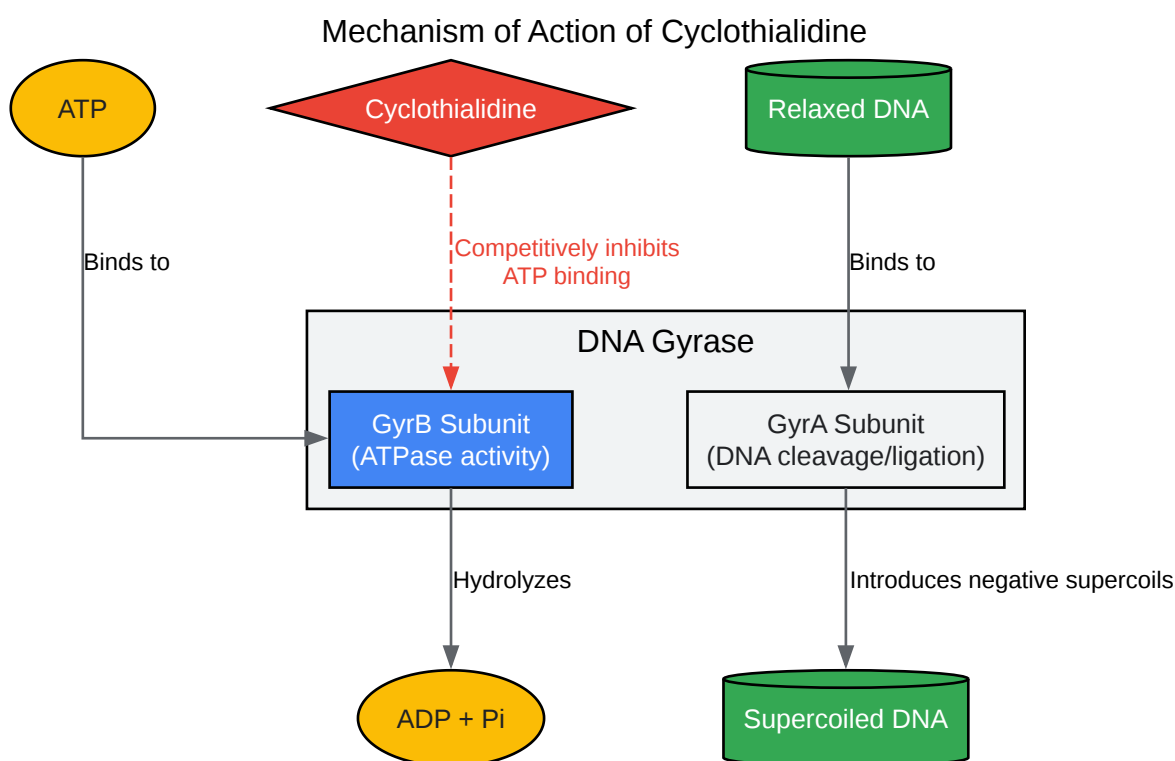 Mechanism of Action of Cyclothialidine
ATP
Cyclothialidine
Relaxed DNA
Binds to
Competitively inhibits
ATP binding
Binds to
DNA Gyrase
GyrB Subunit
(ATPase activity)
GyrA Subunit
(DNA cleavage/ligation)
Hydrolyzes
Introduces negative supercoils
ADP + Pi
Supercoiled DNA